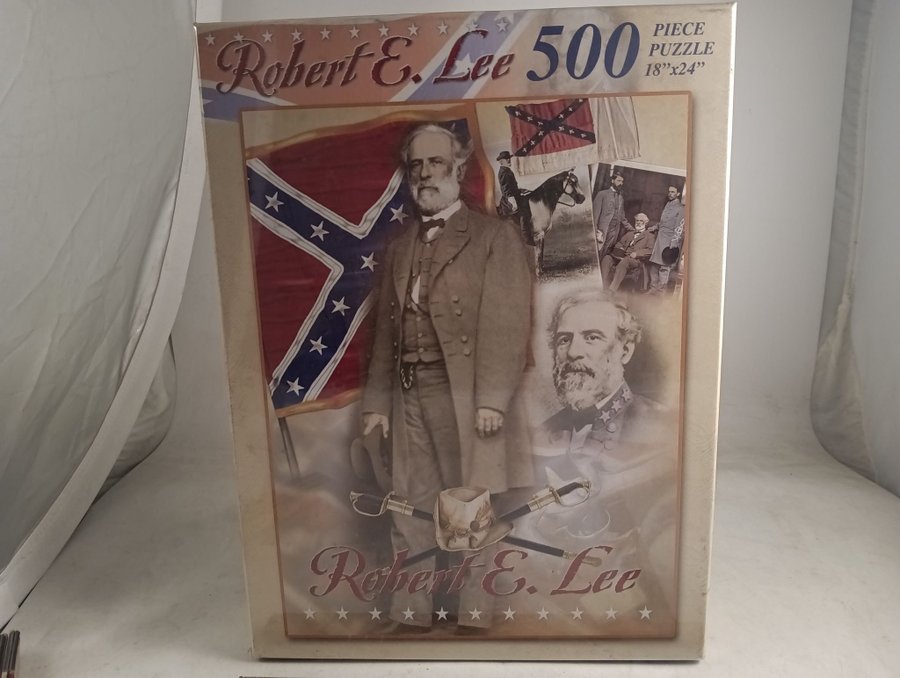 Robert E. Lee 500 PIECE
PUZZLE
18"x24"
Robert E. Lee